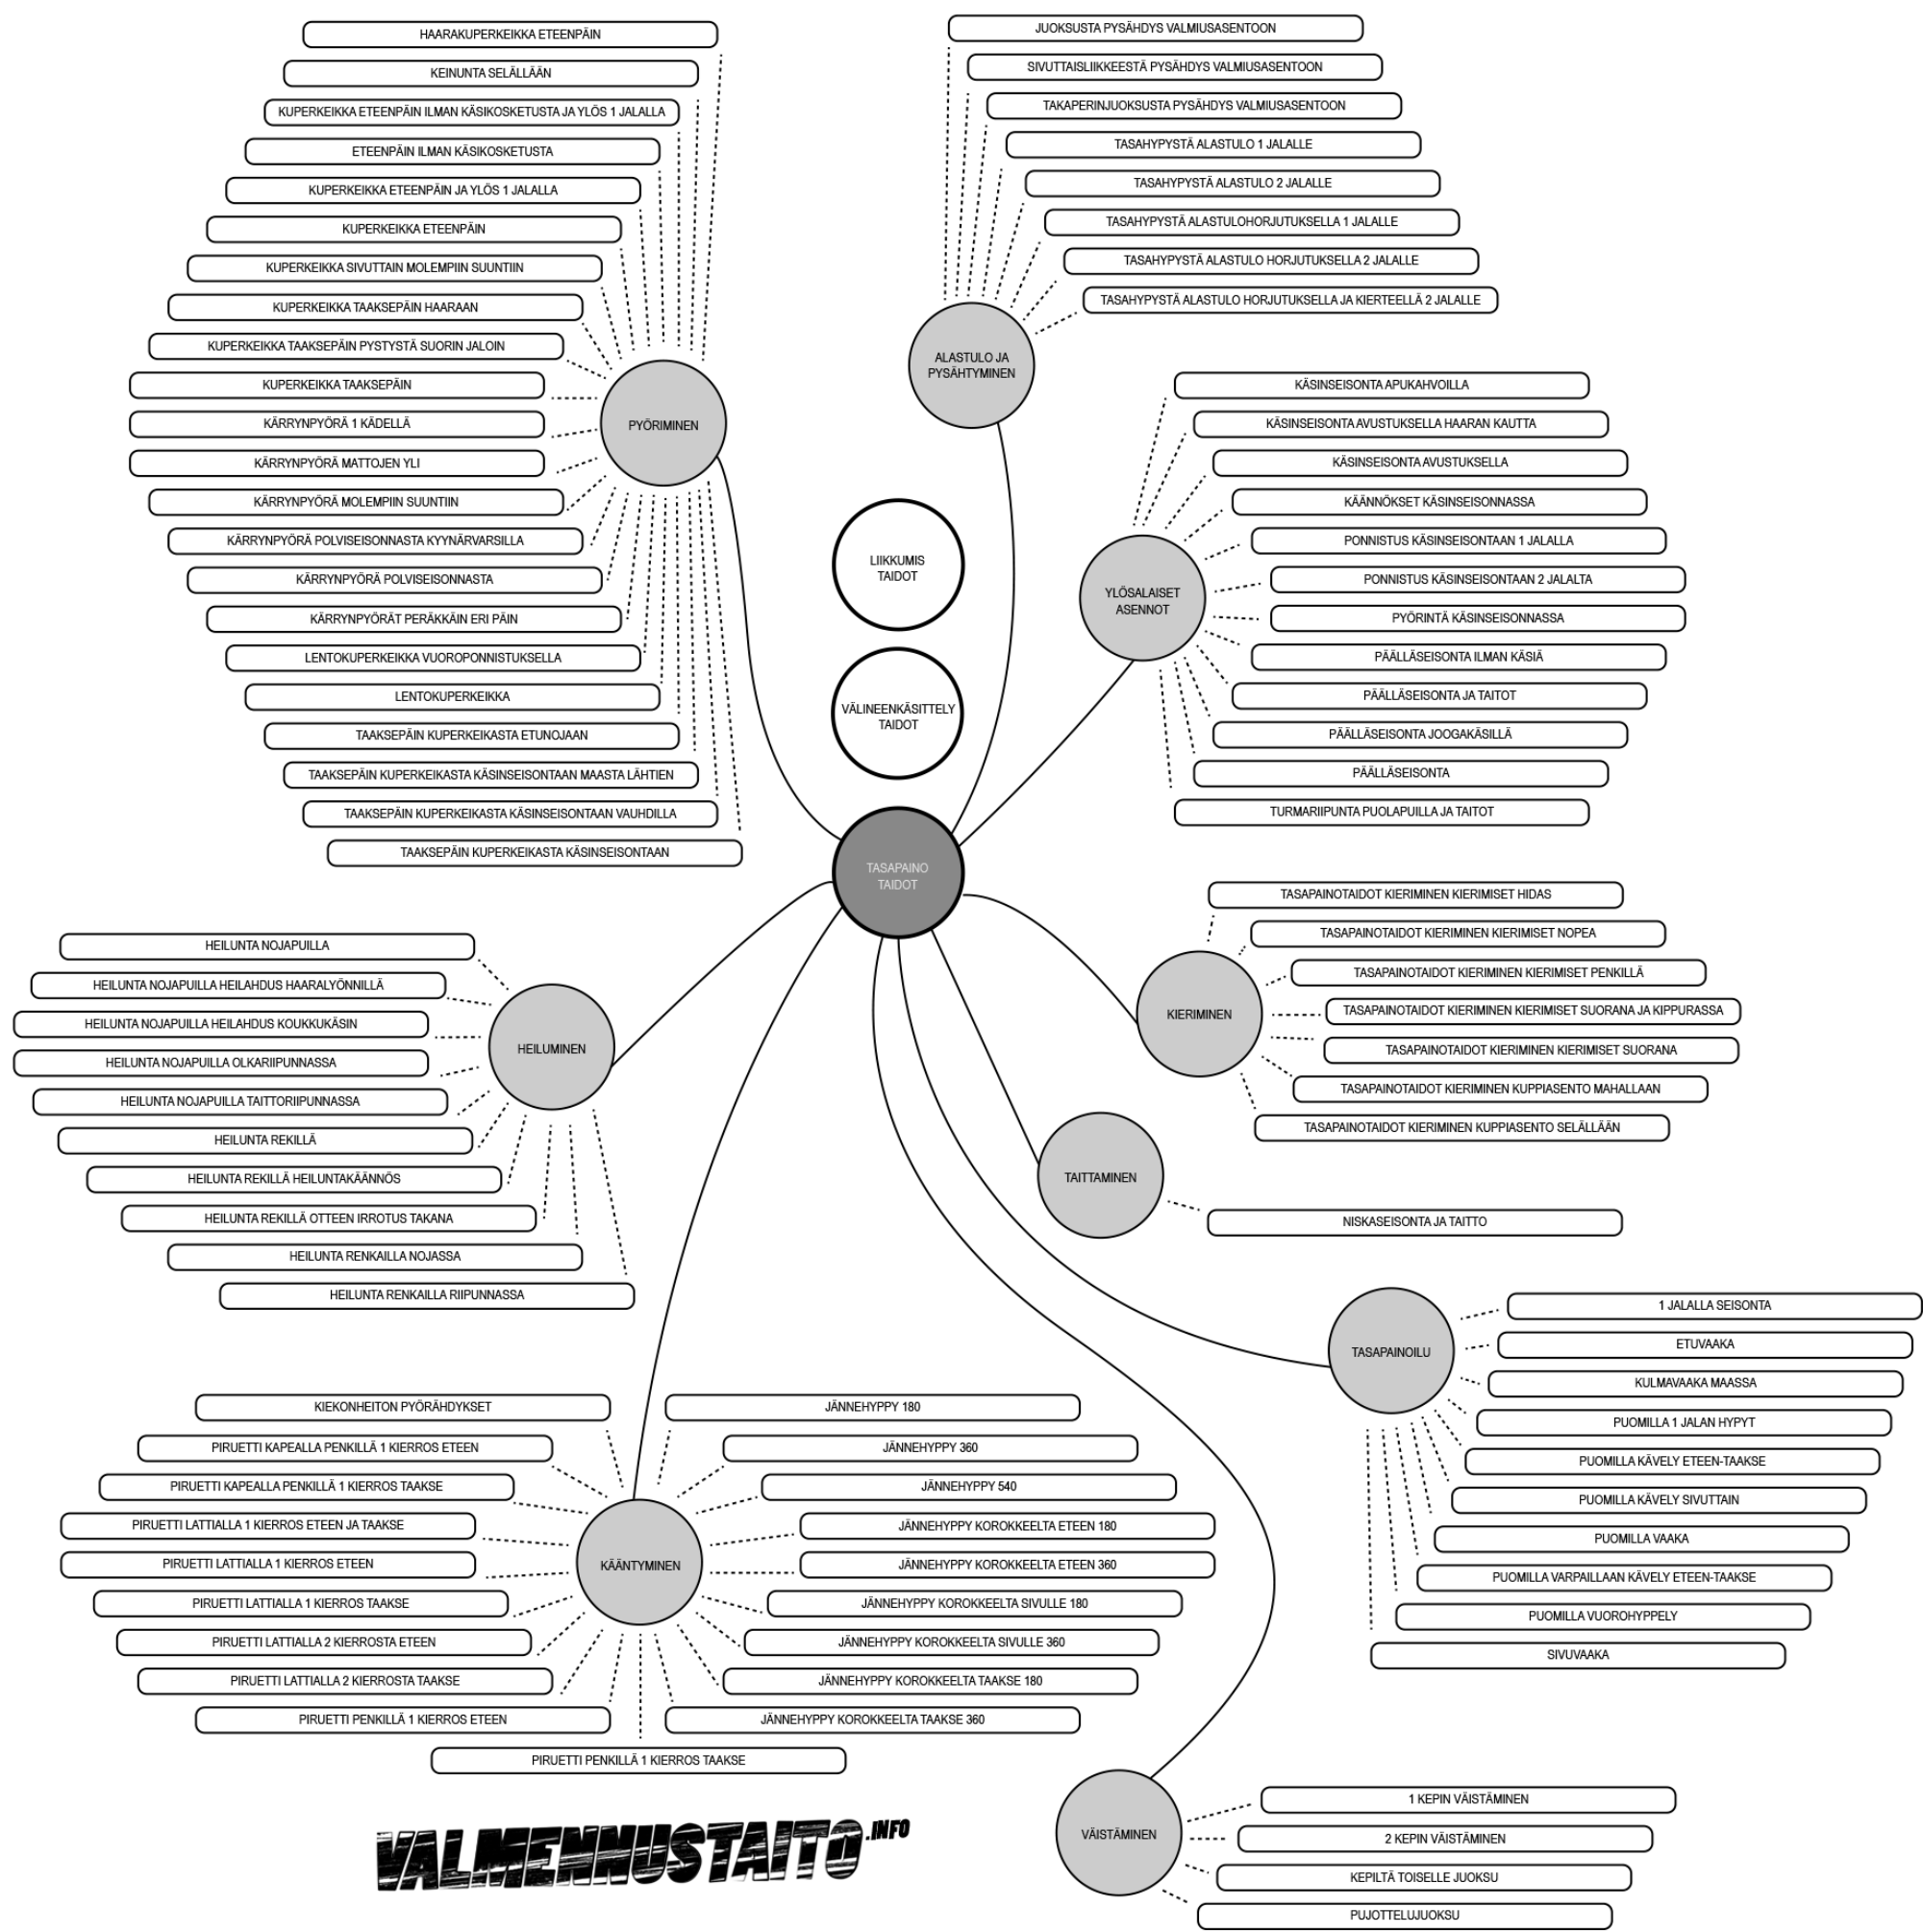 HAARAKUPERKEIKKA ETEENPÄIN
KEINUNTA SELÄLLÄÄN
KUPERKEIKKA ETEENPÄIN ILMAN KÄSIKOSKETUSTA JA YLÖS 1 JALALLA
ETEENPÄIN ILMAN KÄSIKOSKETUSTA
KUPERKEIKKA ETEENPÄIN JA YLÖS 1 JALALLA
KUPERKEIKKA ETEENPÄIN
KUPERKEIKKA SIVUTTAIN MOLEMPIIN SUUNTIIN
KUPERKEIKKA TAAKSEPÄIN HAARAAN
KUPERKEIKKA TAAKSEPÄIN PYSTYSTÄ SUORIN JALOIN
KUPERKEIKKA TAAKSEPÄIN
KÄRRYNPYÖRÄ 1 KÄDELLÄ
KÄRRYNPYÖRÄ MATTOJEN YLI
KÄRRYNPYÖRÄ MOLEMPIIN SUUNTIIN
KÄRRYNPYÖRÄ POLVISEISONNASTA KYYNÄRVARSILLA
KÄRRYNPYÖRÄ POLVISEISONNASTA
KÄRRYNPYÖRÄT PERÄKKÄIN ERI PÄIN
LENTOKUPERKEIKKA VUOROPONNISTUKSELLA
LENTOKUPERKEIKKA
TAAKSEPÄIN KUPERKEIKASTA ETUNOJAAN
TAAKSEPÄIN KUPERKEIKASTA KÄSINSEISONTAAN MAASTA LÄHTIEN
TAAKSEPÄIN KUPERKEIKASTA KÄSINSEISONTAAN VAUHDILLA
TAAKSEPÄIN KUPERKEIKASTA KÄSINSEISONTAAN
PYÖRIMINEN
JUOKSUSTA PYSÄHDYS VALMIUSASENTOON
SIVUTTAISLIIKKEESTÄ PYSÄHDYS VALMIUSASENTOON
TAKAPERINJUOKSUSTA PYSÄHDYS VALMIUSASENTOON
TASAHYPYSTÄ ALASTULO 1 JALALLE
TASAHYPYSTÄ ALASTULO 2 JALALLE
TASAHYPYSTÄ ALASTULOHORJUTUKSELLA 1 JALALLE
TASAHYPYSTÄ ALASTULO HORJUTUKSELLA 2 JALALLE
TASAHYPYSTÄ ALASTULO HORJUTUKSELLA JA KIERTEELLÄ 2 JALALLE
ALASTULO JA
PYSÄHTYMINEN
KÄSINSEISONTA APUKAHVOILLA
KÄSINSEISONTA AVUSTUKSELLA HAARAN KAUTTA
KÄSINSEISONTA AVUSTUKSELLA
KÄÄNNÖKSET KÄSINSEISONNASSA
PONNISTUS KÄSINSEISONTAAN 1 JALALLA
PONNISTUS KÄSINSEISONTAAN 2 JALALTA
PYÖRINTÄ KÄSINSEISONNASSA
PÄÄLLÄSEISONTA ILMAN KÄSIÄ
PÄÄLLÄSEISONTA JA TAITOT
PÄÄLLÄSEISONTA JOOGAKÄSILLÄ
PÄÄLLÄSEISONTA
TURMARIIPUNTA PUOLAPUILLA JA TAITOT
YLÖSALAISET
ASENNOT
LIIKKUMIS
TAIDOT
VÄLINEENKÄSITTELY
TAIDOT
TASAPAINO
TAIDOT
TASAPAINOTAIDOT KIERIMINEN KIERIMISET HIDAS
TASAPAINOTAIDOT KIERIMINEN KIERIMISET NOPEA
TASAPAINOTAIDOT KIERIMINEN KIERIMISET PENKILLÄ
TASAPAINOTAIDOT KIERIMINEN KIERIMISET SUORANA JA KIPPURASSA
TASAPAINOTAIDOT KIERIMINEN KIERIMISET SUORANA
TASAPAINOTAIDOT KIERIMINEN KUPPIASENTO MAHALLAAN
TASAPAINOTAIDOT KIERIMINEN KUPPIASENTO SELÄLLÄÄN
KIERIMINEN
HEILUNTA NOJAPUILLA
HEILUNTA NOJAPUILLA HEILAHDUS HAARALYÖNNILLÄ
HEILUNTA NOJAPUILLA HEILAHDUS KOUKKUKÄSIN
HEILUNTA NOJAPUILLA OLKARIIPUNNASSA
HEILUNTA NOJAPUILLA TAITTORIIPUNNASSA
HEILUNTA REKILLÄ
HEILUNTA REKILLÄ HEILUNTAKÄÄNNÖS
HEILUNTA REKILLÄ OTTEEN IRROTUS TAKANA
HEILUNTA RENKAILLA NOJASSA
HEILUNTA RENKAILLA RIIPUNNASSA
HEILUMINEN
TAITTAMINEN
NISKASEISONTA JA TAITTO
TASAPAINOILU
1 JALALLA SEISONTA
ETUVAAKA
KULMAVAAKA MAASSA
PUOMILLA 1 JALAN HYPYT
PUOMILLA KÄVELY ETEEN-TAAKSE
PUOMILLA KÄVELY SIVUTTAIN
PUOMILLA VAAKA
PUOMILLA VARPAILLAAN KÄVELY ETEEN-TAAKSE
PUOMILLA VUOROHYPPELY
SIVUVAAKA
KIEKONHEITON PYÖRÄHDYKSET
PIRUETTI KAPEALLA PENKILLÄ 1 KIERROS ETEEN
PIRUETTI KAPEALLA PENKILLÄ 1 KIERROS TAAKSE
PIRUETTI LATTIALLA 1 KIERROS ETEEN JA TAAKSE
PIRUETTI LATTIALLA 1 KIERROS ETEEN
PIRUETTI LATTIALLA 1 KIERROS TAAKSE
PIRUETTI LATTIALLA 2 KIERROSTA ETEEN
PIRUETTI LATTIALLA 2 KIERROSTA TAAKSE
PIRUETTI PENKILLÄ 1 KIERROS ETEEN
PIRUETTI PENKILLÄ 1 KIERROS TAAKSE
KÄÄNTYMINEN
JÄNNEHYPPY 180
JÄNNEHYPPY 360
JÄNNEHYPPY 540
JÄNNEHYPPY KOROKKEELTA ETEEN 180
JÄNNEHYPPY KOROKKEELTA ETEEN 360
JÄNNEHYPPY KOROKKEELTA SIVULLE 180
JÄNNEHYPPY KOROKKEELTA SIVULLE 360
JÄNNEHYPPY KOROKKEELTA TAAKSE 180
JÄNNEHYPPY KOROKKEELTA TAAKSE 360
VÄISTÄMINEN
1 KEPIN VÄISTÄMINEN
2 KEPIN VÄISTÄMINEN
KEPILTÄ TOISELLE JUOKSU
PUJOTTELUJUOKSU
VALMENNUSTAITO.INFO